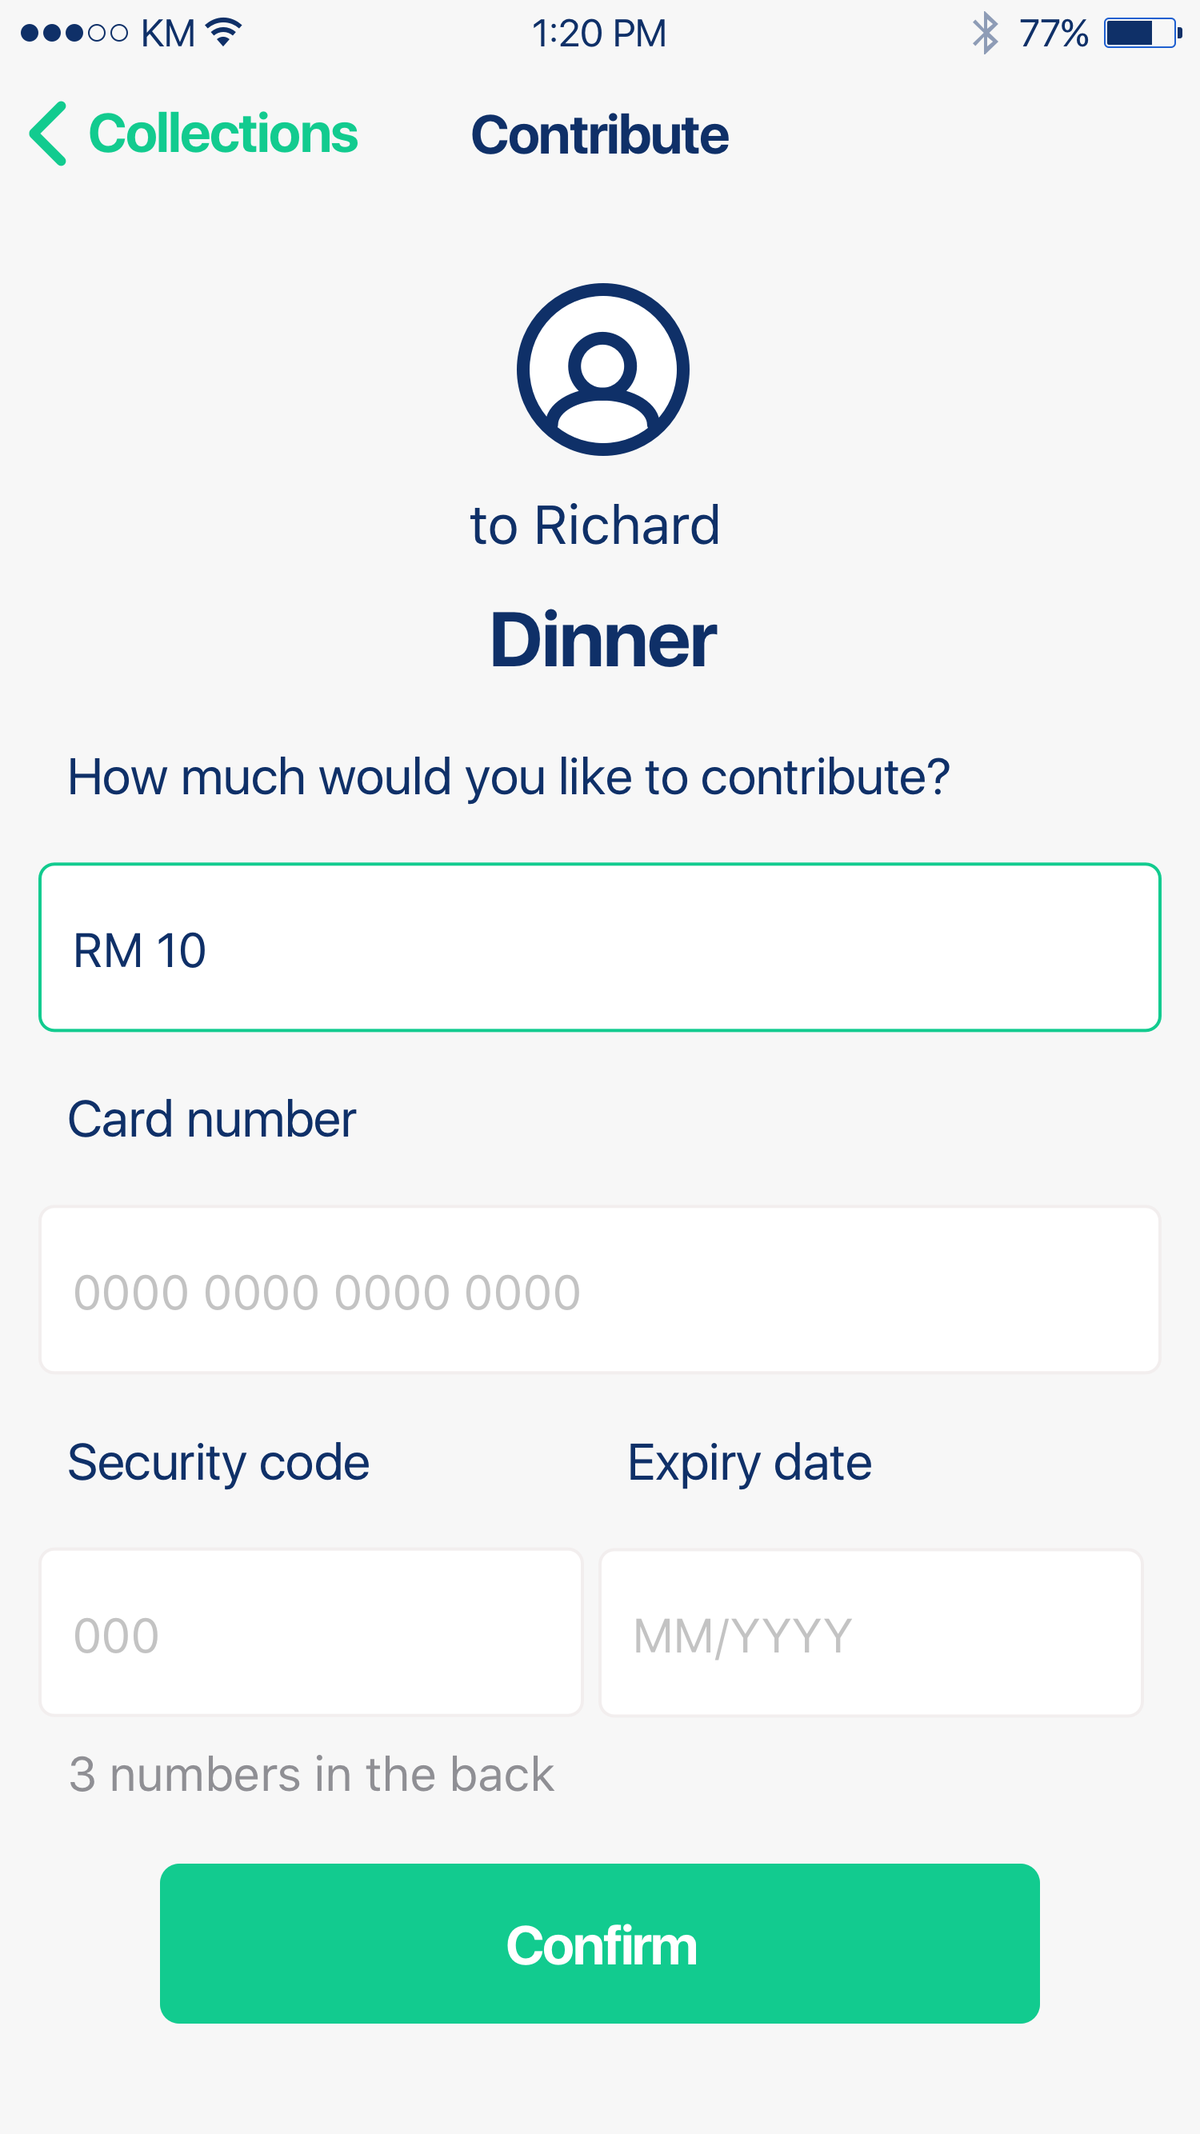 KM 1:20 PM 77%
Collections Contribute
to Richard
Dinner
How much would you like to contribute?
RM 10
Card number
0000 0000 0000 0000
Security code Expiry date
000 MM/YYYY
3 numbers in the back
Confirm